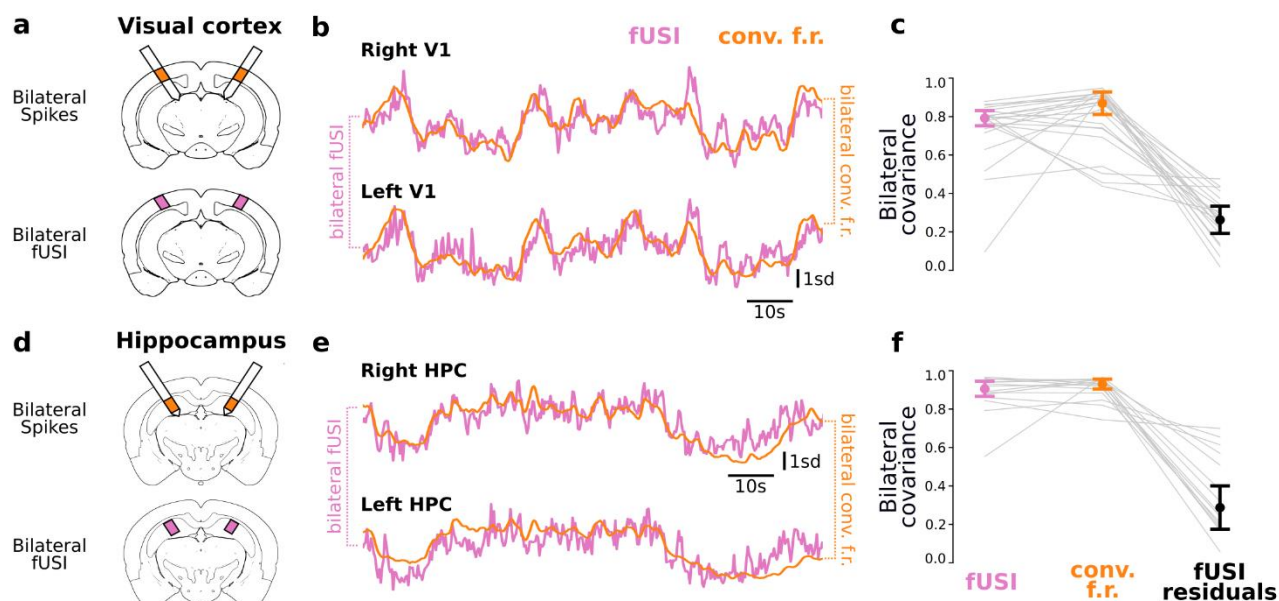 a
Visual cortex
Bilateral
Spikes
Bilateral
fUSI
b
fUSI
conv. f.r.
Right V1
Left V1
bilateral fUSI
bilateral conv. f.r.
1sd
10s
c
Bilateral
covariance
1.0
0.8
0.6
0.4
0.2
0.0
d
Hippocampus
Bilateral
Spikes
Bilateral
fUSI
e
Right HPC
Left HPC
bilateral fUSI
bilateral conv. f.r.
1sd
10s
f
Bilateral
covariance
1.0
0.8
0.6
0.4
0.2
0.0
fUSI
conv.
f.r.
fUSI
residuals